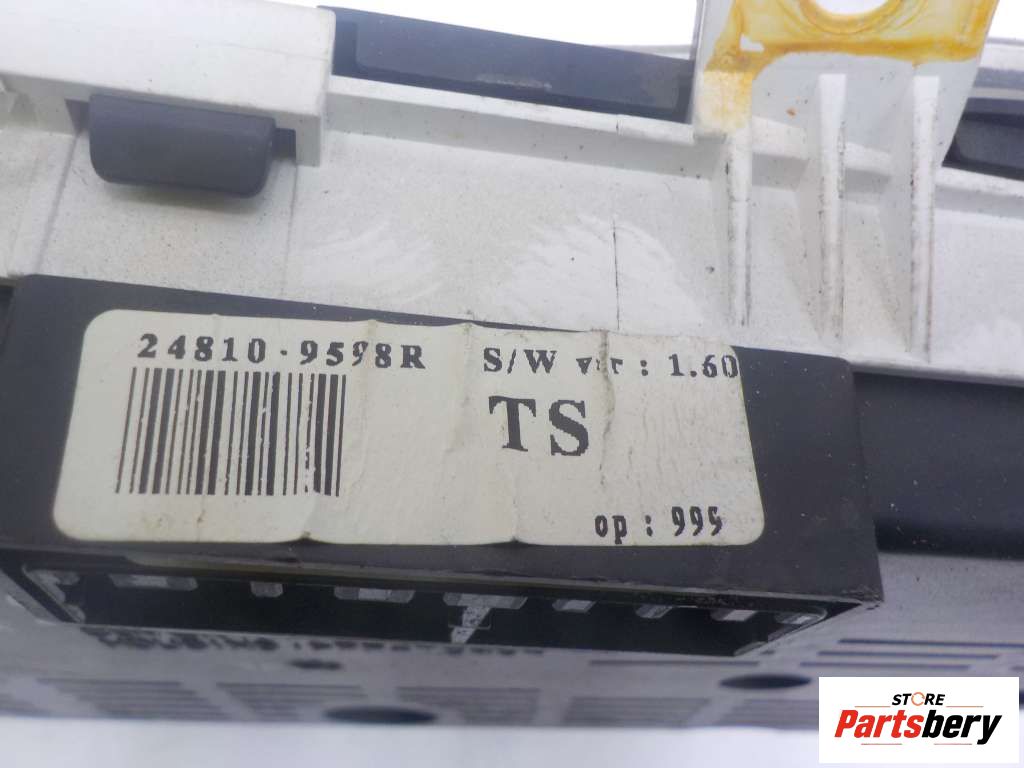 24810-9598R S/W ver : 1.60
TS
op : 995
STORE
Partsbery